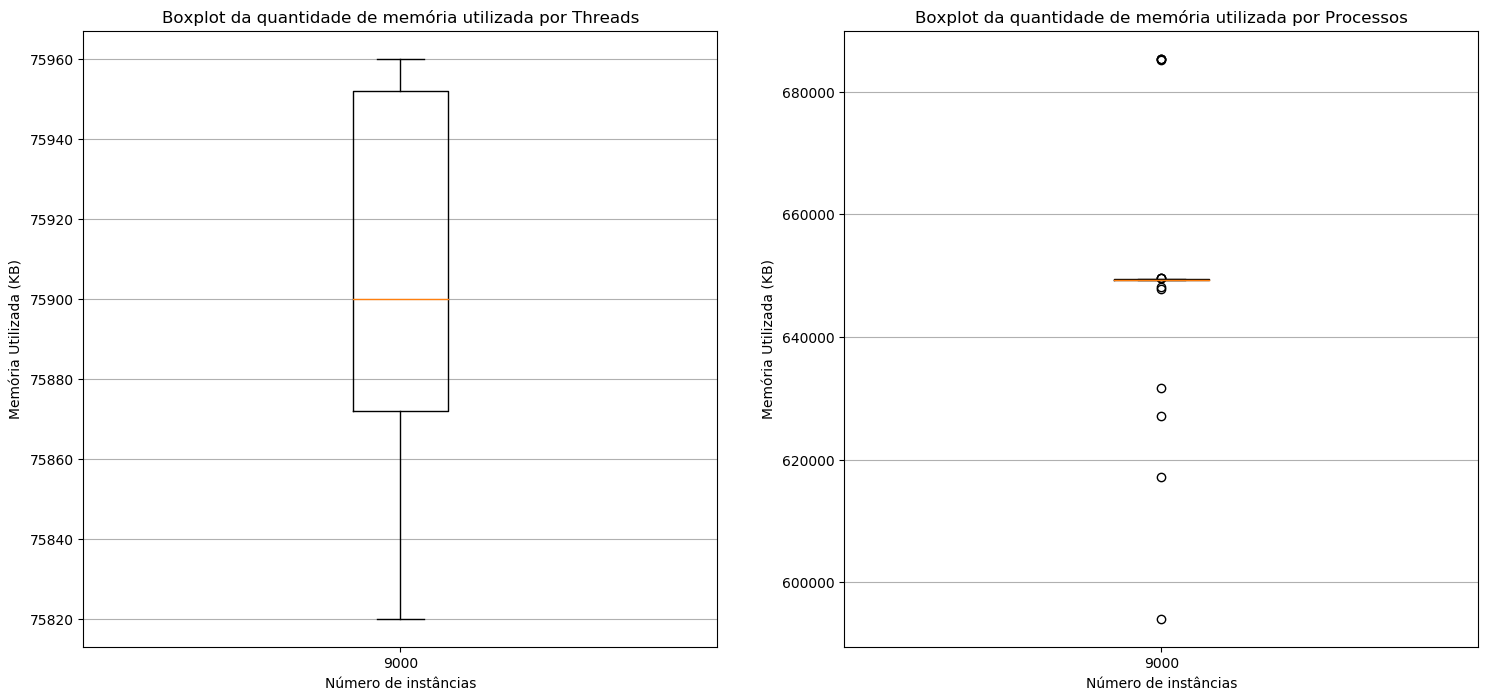 Boxplot da quantidade de memória utilizada por Threads
75960
75940
75920
75900
75880
75860
75840
75820
Memória Utilizada (KB)
9000
Número de instâncias
Boxplot da quantidade de memória utilizada por Processos
680000
660000
640000
620000
600000
Memória Utilizada (KB)
9000
Número de instâncias